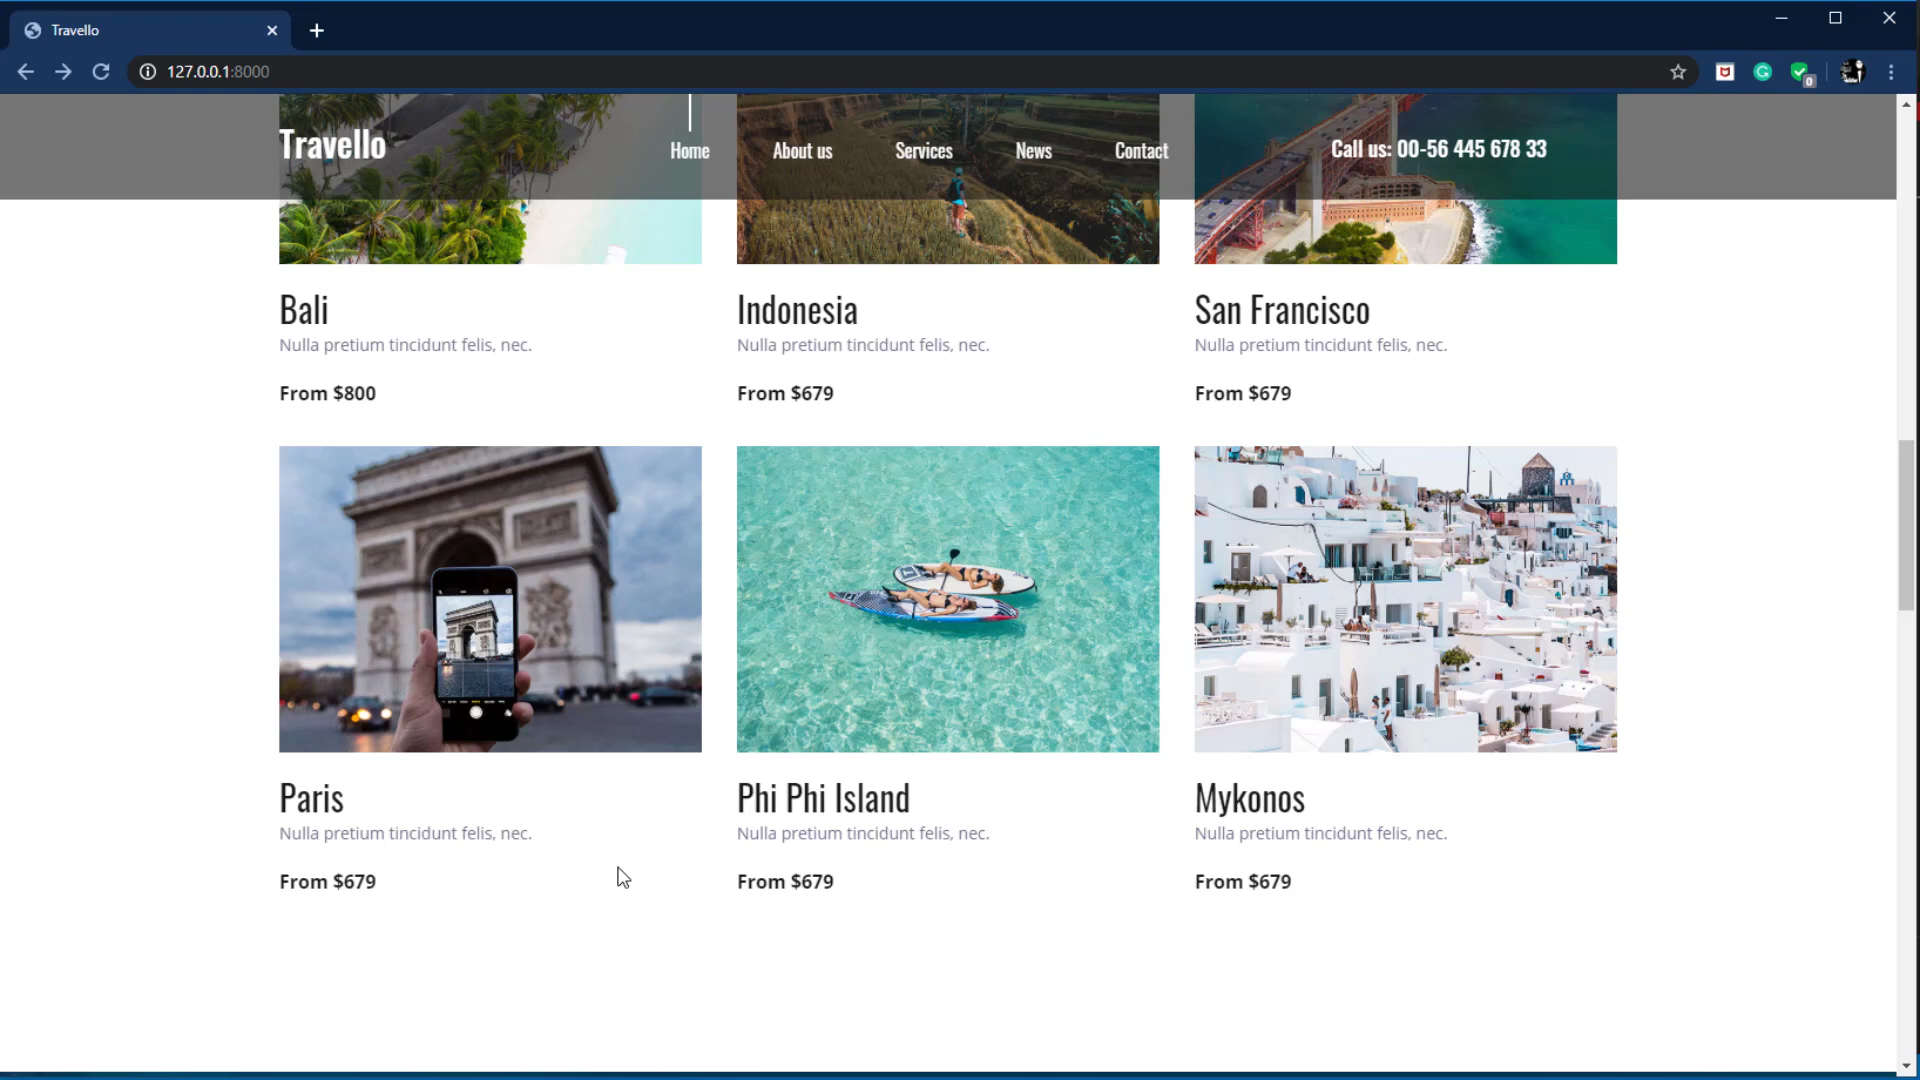 Travello
127.0.0.1:8000
0
Travello
Home About us Services News Contact
Call us: 00-56 445 678 33
Bali
Nulla pretium tincidunt felis, nec.
From $800
Indonesia
Nulla pretium tincidunt felis, nec.
From $679
San Francisco
Nulla pretium tincidunt felis, nec.
From $679
Paris
Nulla pretium tincidunt felis, nec.
From $679
Phi Phi Island
Nulla pretium tincidunt felis, nec.
From $679
Mykonos
Nulla pretium tincidunt felis, nec.
From $679